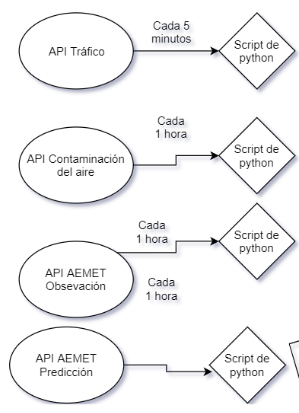 API Tráfico
Cada 5
minutos
Script de
python
API Contaminación
del aire
Cada
1 hora
Script de
python
API AEMET
Obsevación
Cada
1 hora
Script de
python
Cada
1 hora
API AEMET
Predicción
Script de
python